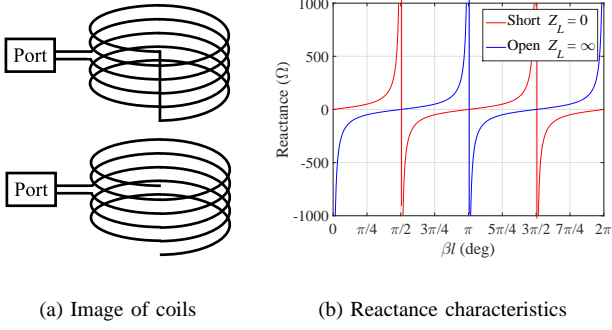 Port
Port
(a) Image of coils
Reactance (Ω)
1000
500
0
-500
-1000
Short Z_L = 0
Open Z_L = ∞
0 π/4 π/2 3π/4 π 5π/4 3π/2 7π/4 2π
βl (deg)
(b) Reactance characteristics